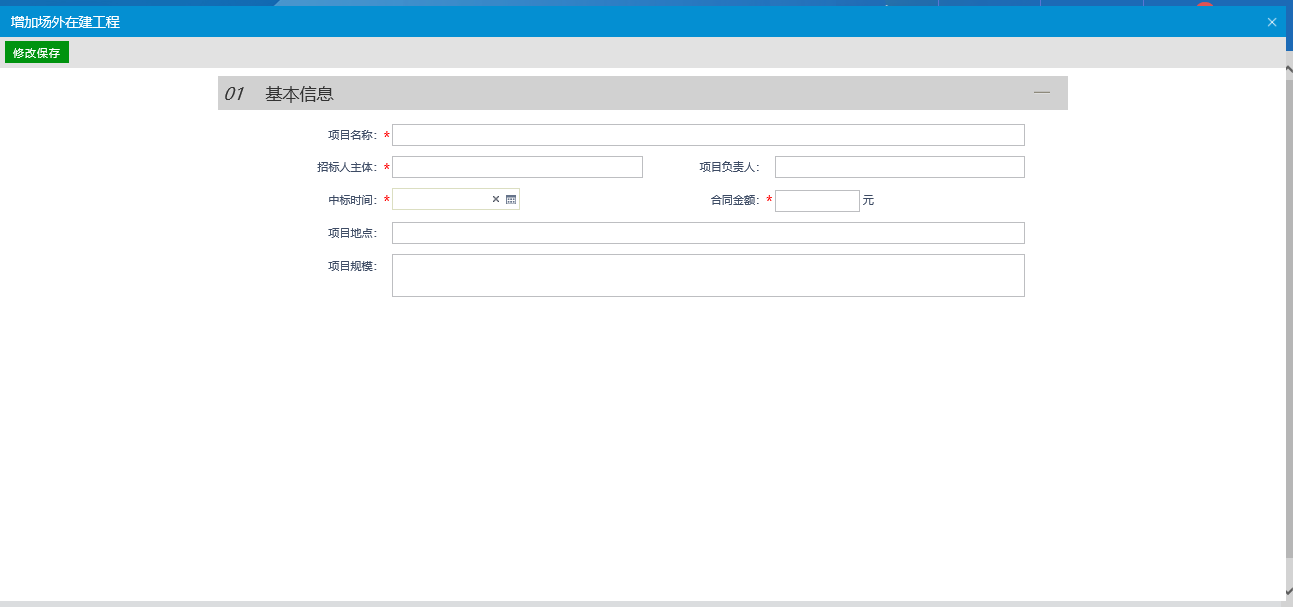 增加场外在建工程
修改保存
01 基本信息
项目名称：*
招标人主体：* 项目负责人：
中标时间：* 合同金额：* 元
项目地点：
项目规模：